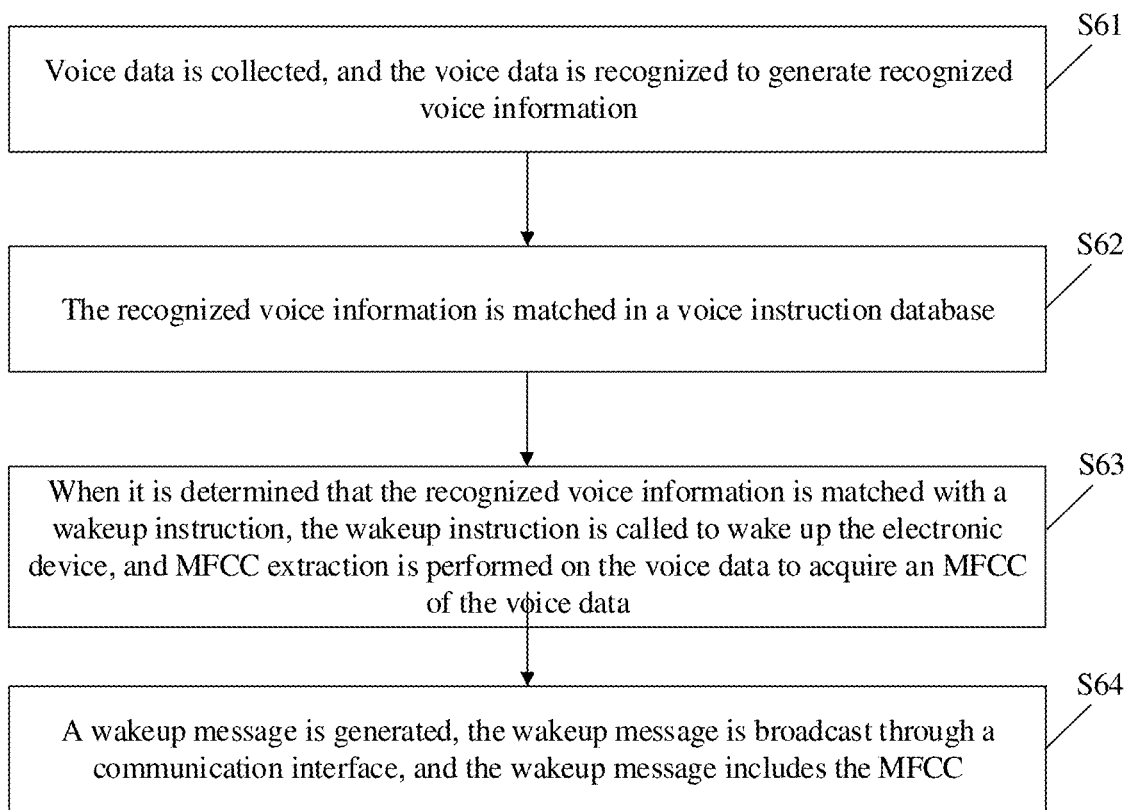 S61
Voice data is collected, and the voice data is recognized to generate recognized
voice information
S62
The recognized voice information is matched in a voice instruction database
S63
When it is determined that the recognized voice information is matched with a
wakeup instruction, the wakeup instruction is called to wake up the electronic
device, and MFCC extraction is performed on the voice data to acquire an MFCC
of the voice data
S64
A wakeup message is generated, the wakeup message is broadcast through a
communication interface, and the wakeup message includes the MFCC